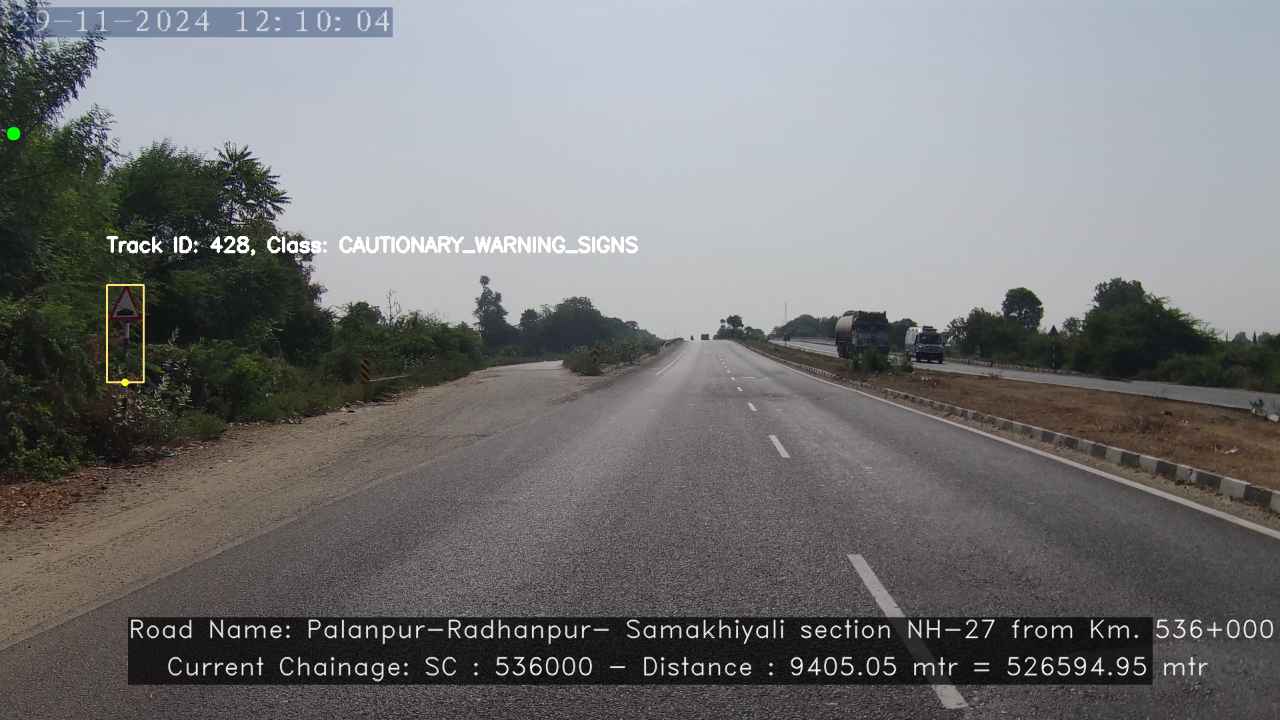 29-11-2024 12:10:04
Track ID: 428, Class: CAUTIONARY_WARNING_SIGNS
Road Name: Palanpur-Radhanpur- Samakhiyali section NH-27 from Km. 536+000
Current Chainage: SC : 536000 - Distance : 9405.05 mtr = 526594.95 mtr